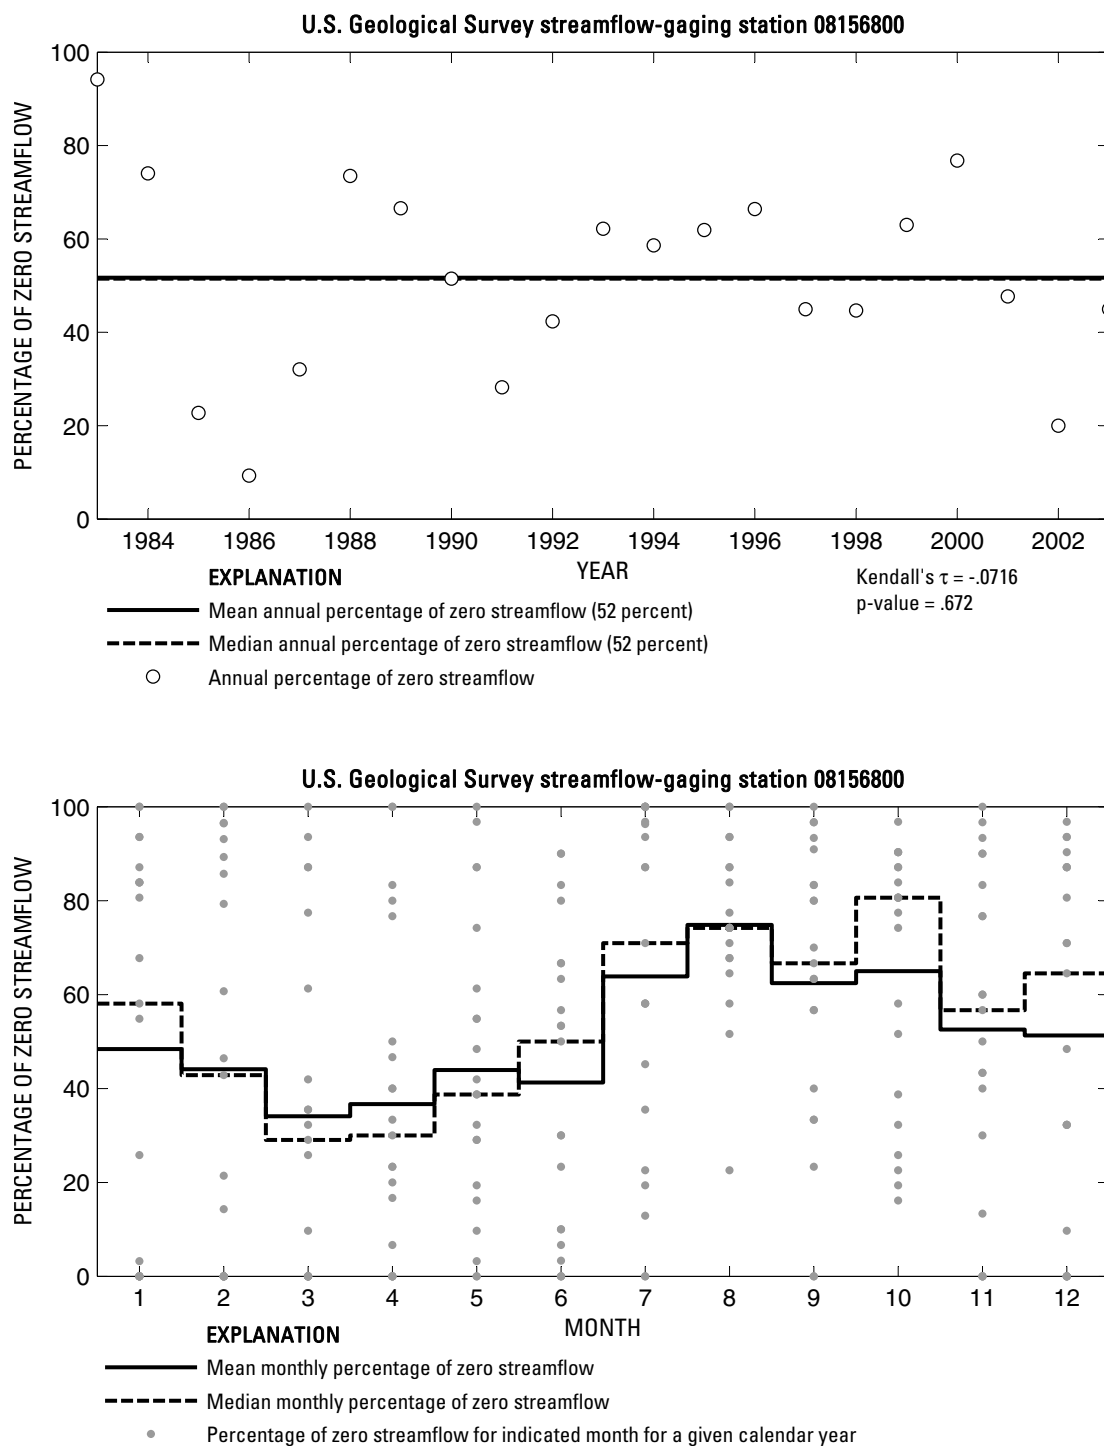 U.S. Geological Survey streamflow-gaging station 08156800
PERCENTAGE OF ZERO STREAMFLOW
100
80
60
40
20
0
1984 1986 1988 1990 1992 1994 1996 1998 2000 2002
YEAR
EXPLANATION
Mean annual percentage of zero streamflow (52 percent)
Median annual percentage of zero streamflow (52 percent)
Annual percentage of zero streamflow
Kendall's τ = -.0716
p-value = .672
U.S. Geological Survey streamflow-gaging station 08156800
PERCENTAGE OF ZERO STREAMFLOW
100
80
60
40
20
0
1 2 3 4 5 6 7 8 9 10 11 12
MONTH
EXPLANATION
Mean monthly percentage of zero streamflow
Median monthly percentage of zero streamflow
Percentage of zero streamflow for indicated month for a given calendar year